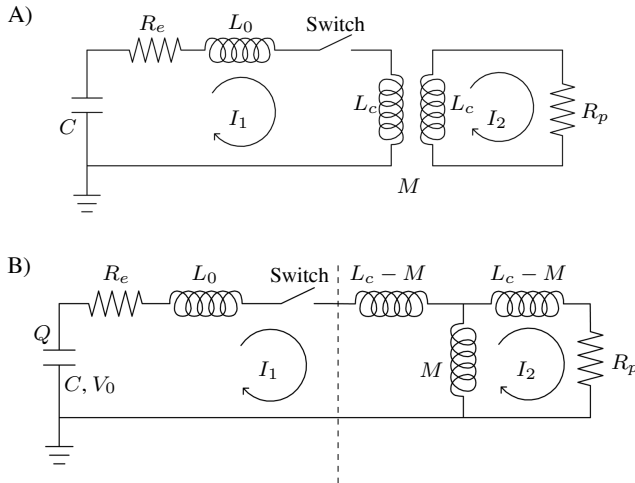 A)
R_e
L_0
Switch
C
I_1
L_c
L_c
I_2
R_p
M
B)
R_e
L_0
Switch
L_c − M
L_c − M
Q
C, V_0
I_1
M
I_2
R_p